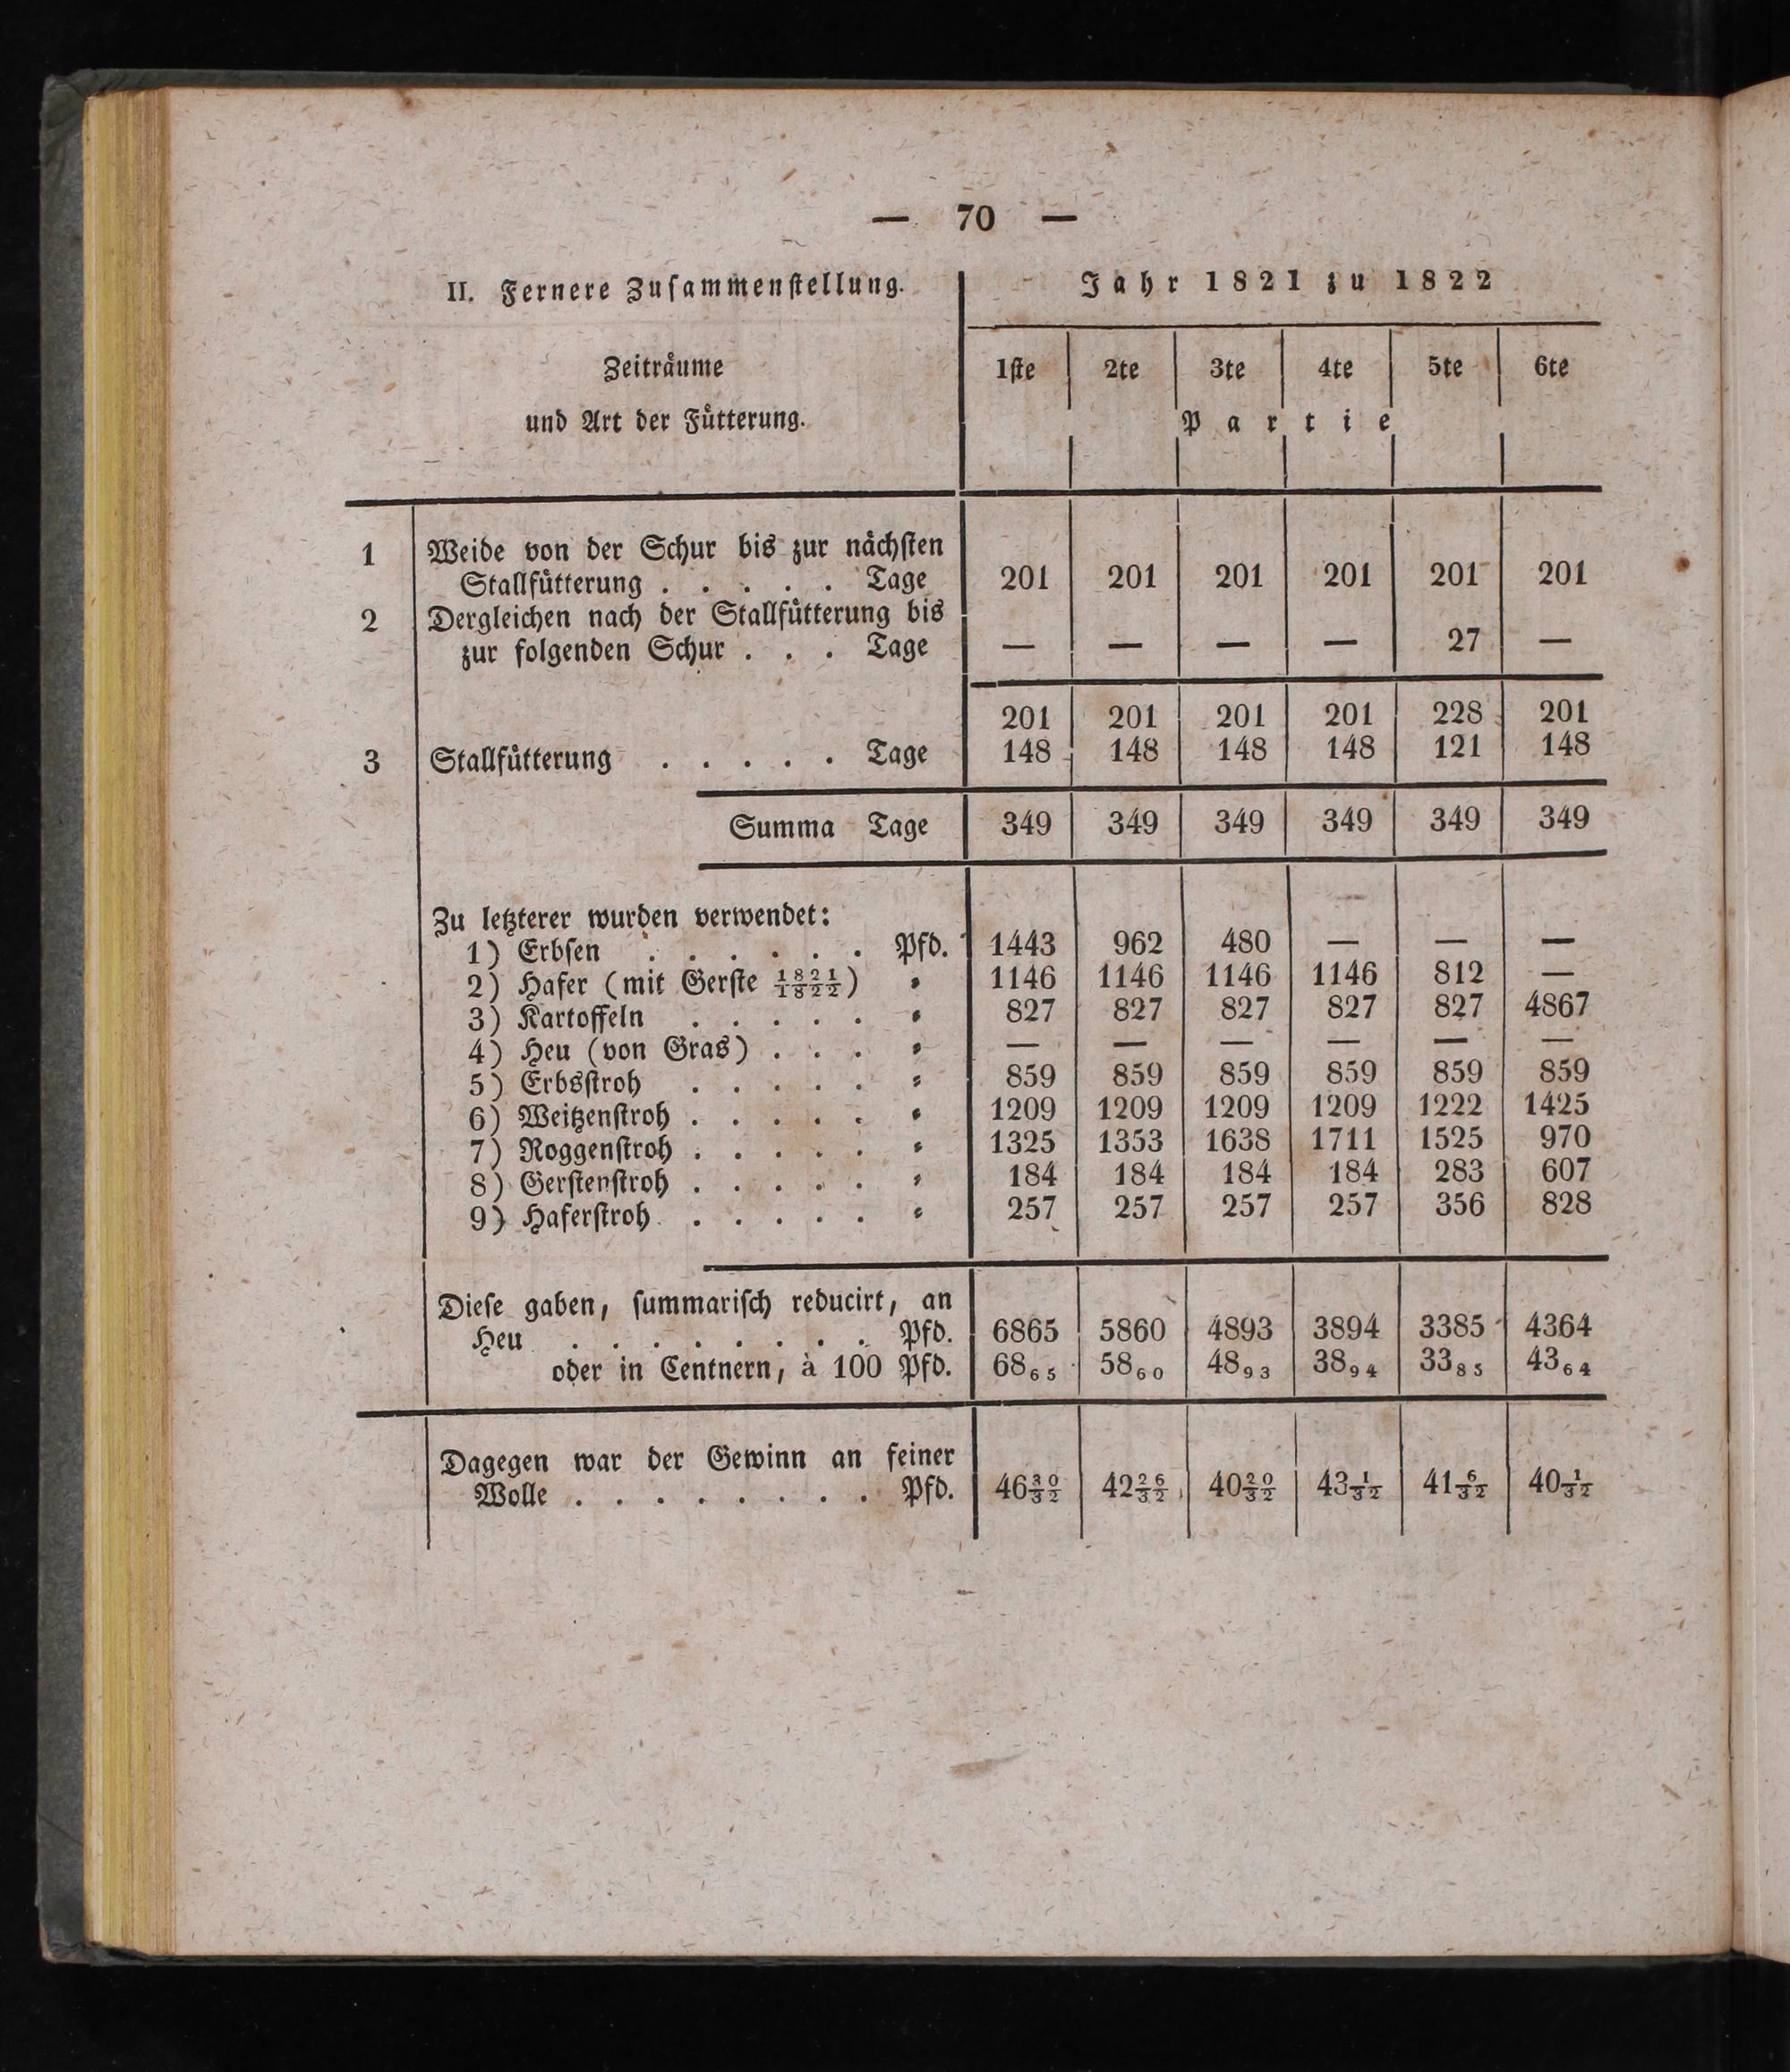 — 70 —
II. Fernere Zuſammenſtellung. Jahr 1821 zu 1822
Zeitråume 1ſte 2te 3te 4te 5te 6te
und Art der Fůtterung. Partie
1 Weide von der Schur bis zur nåchſten
Stallfůtterung . . . . . Tage 201 201 201 201 201 201
2 Dergleichen nach der Stallfůtterung bis
zur folgenden Schur . . . Tage — — — — 27 —
201 201 201 201 228 201
3 Stallfůtterung . . . . . Tage 148 148 148 148 121 148
Summa Tage 349 349 349 349 349 349
Zu letzterer wurden verwendet:
1) Erbſen . . . . . . Pfd. 1443 962 480 — — —
2) Hafer (mit Gerſte 1821/1822) " 1146 1146 1146 1146 812 —
3) Kartoffeln . . . . . " 827 827 827 827 827 4867
4) Heu (von Gras) . . . " — — — — — —
5) Erbsſtroh . . . . . " 859 859 859 859 859 859
6) Weitzenſtroh . . . . . " 1209 1209 1209 1209 1222 1425
7) Roggenſtroh . . . . . " 1325 1353 1638 1711 1525 970
8) Gerſtenſtroh . . . . . " 184 184 184 184 283 607
9) Haferſtroh . . . . . " 257 257 257 257 356 828
Dieſe gaben, ſummariſch reducirt, an
Heu . . . . . . . . Pfd. 6865 5860 4893 3894 3385 4364
oder in Centnern, à 100 Pfd. 68₆₅ 58₆₀ 48₉₃ 38₉₄ 33₈₅ 43₆₄
Dagegen war der Gewinn an feiner
Wolle . . . . . . . . Pfd. 46 30/32 42 26/32 40 20/32 43 1/32 41 6/32 40 1/32